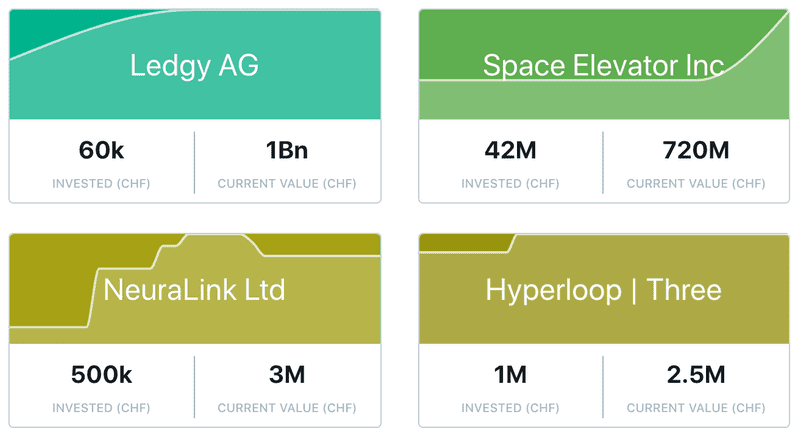 Ledgy AG
60k
1Bn
INVESTED (CHF)
CURRENT VALUE (CHF)
Space Elevator Inc
42M
720M
INVESTED (CHF)
CURRENT VALUE (CHF)
NeuraLink Ltd
500k
3M
INVESTED (CHF)
CURRENT VALUE (CHF)
Hyperloop | Three
1M
2.5M
INVESTED (CHF)
CURRENT VALUE (CHF)